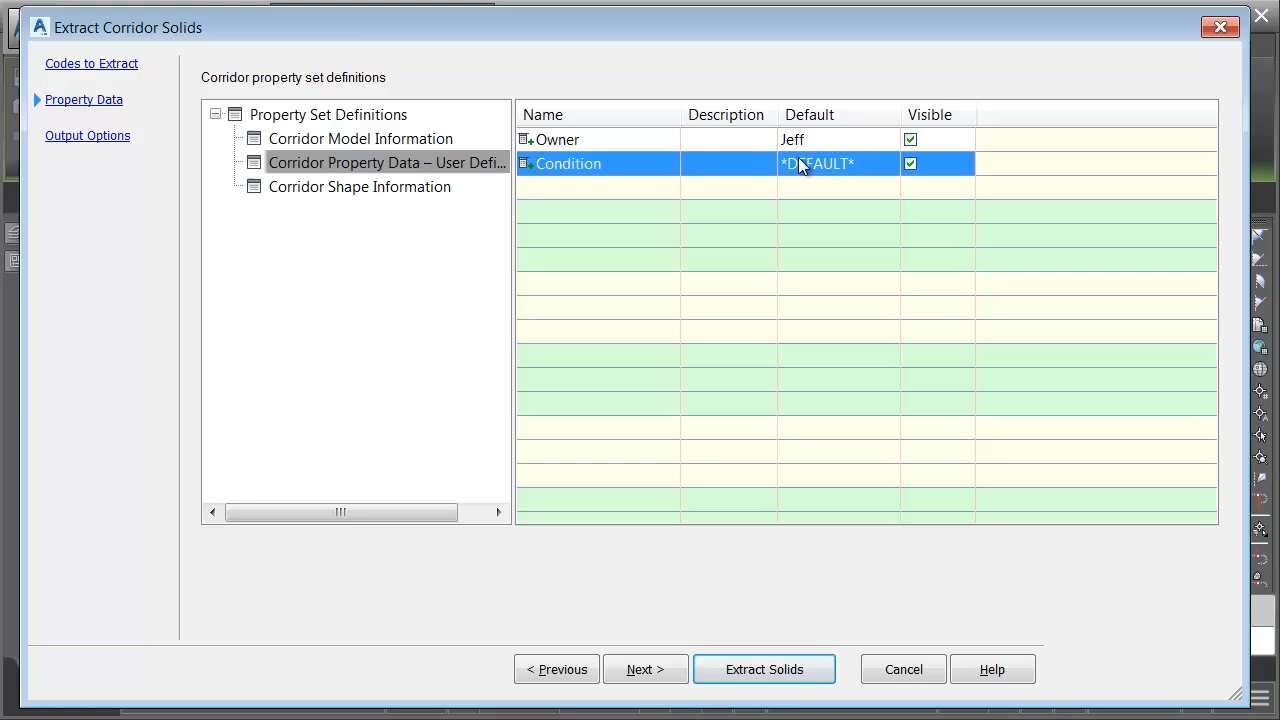 Extract Corridor Solids
Codes to Extract
Property Data
Output Options
Corridor property set definitions
Property Set Definitions
Corridor Model Information
Corridor Property Data – User Defi...
Corridor Shape Information
Name Description Default Visible
Owner Jeff
Condition *DEFAULT*
< Previous Next > Extract Solids Cancel Help